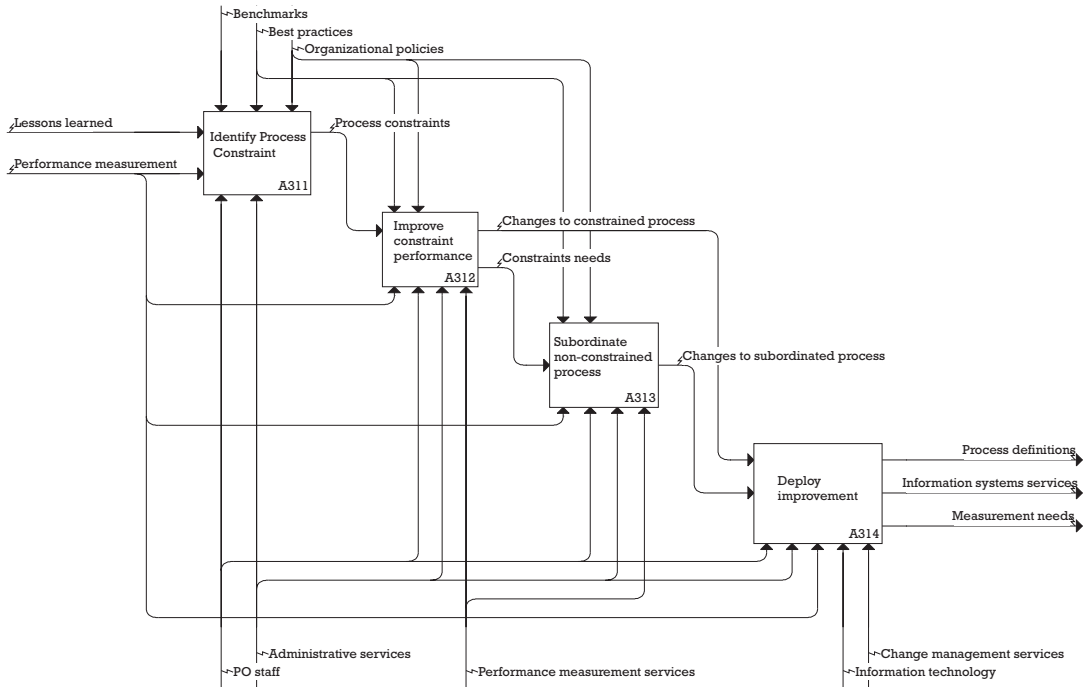 Benchmarks
Best practices
Organizational policies
Lessons learned
Process constraints
Identify Process
Constraint
Performance measurement
A311
Changes to constrained process
Improve
constraint
performance
Constraints needs
A312
Subordinate
non-constrained
process
Changes to subordinated process
A313
Process definitions
Information systems services
Deploy
improvement
Measurement needs
A314
Administrative services
Change management services
PO staff
Performance measurement services
Information technology